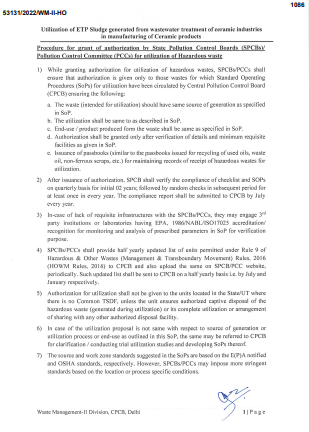 1086
53131/2022/WM-II-HO
Utilization of ETP Sludge generated from wastewater treatment of ceramic industries
in manufacturing of Ceramic products
Procedure for grant of authorization by State Pollution Control Boards (SPCBs)/
Pollution Control Committee (PCCs) for utilization of Hazardous waste
1) While granting authorization for utilization of hazardous wastes, SPCBs/PCCs shall
ensure that authorization is given only to those wastes for which Standard Operating
Procedures (SoPs) for utilization have been circulated by Central Pollution Control Board
(CPCB) ensuring the following:
a. The waste (intended for utilization) should have same source of generation as specified
in SoP.
b. The utilization shall be same to as described in SoP.
c. End-use / product produced form the waste shall be same as specified in SoP.
d. Authorization shall be granted only after verification of details and minimum requisite
facilities as given in SoP.
e. Issuance of passbooks (similar to the passbooks issued for recycling of used oils, waste
oil, non-ferrous scraps, etc.) for maintaining records of receipt of hazardous wastes for
utilization.
2) After issuance of authorization, SPCB shall verify the compliance of checklist and SOPs
on quarterly basis for initial 02 years; followed by random checks in subsequent period for
at least once in every year. The compliance report shall be submitted to CPCB by July
every year.
3) In-case of lack of requisite infrastructures with the SPCBs/PCCs, they may engage 3rd
party institutions or laboratories having EPA, 1986/NABL/ISO17025 accreditation/
recognition for monitoring and analysis of prescribed parameters in SoP for verification
purpose.
4) SPCBs/PCCs shall provide half yearly updated list of units permitted under Rule 9 of
Hazardous & Other Wastes (Management & Transboundary Movement) Rules, 2016
(HOWM Rules, 2016) to CPCB and also upload the same on SPCB/PCC website,
periodically. Such updated list shall be sent to CPCB on a half yearly basis i.e. by July and
January respectively.
5) Authorization for utilization shall not be given to the units located in the State/UT where
there is no Common TSDF, unless the unit ensures authorized captive disposal of the
hazardous waste (generated during utilization) or its complete utilization or arrangement
of sharing with any other authorized disposal facility.
6) In case of the utilization proposal is not same with respect to source of generation or
utilization process or end-use as outlined in this SoP, the same may be referred to CPCB
for clarification / conducting trial utilization studies and developing SoPs thereof.
7) The source and work zone standards suggested in the SoPs are based on the E(P)A notified
and OSHA standards, respectively. However, SPCBs/PCCs may impose more stringent
standards based on the location or process specific conditions.
Waste Management-II Division, CPCB, Delhi
1 | Page